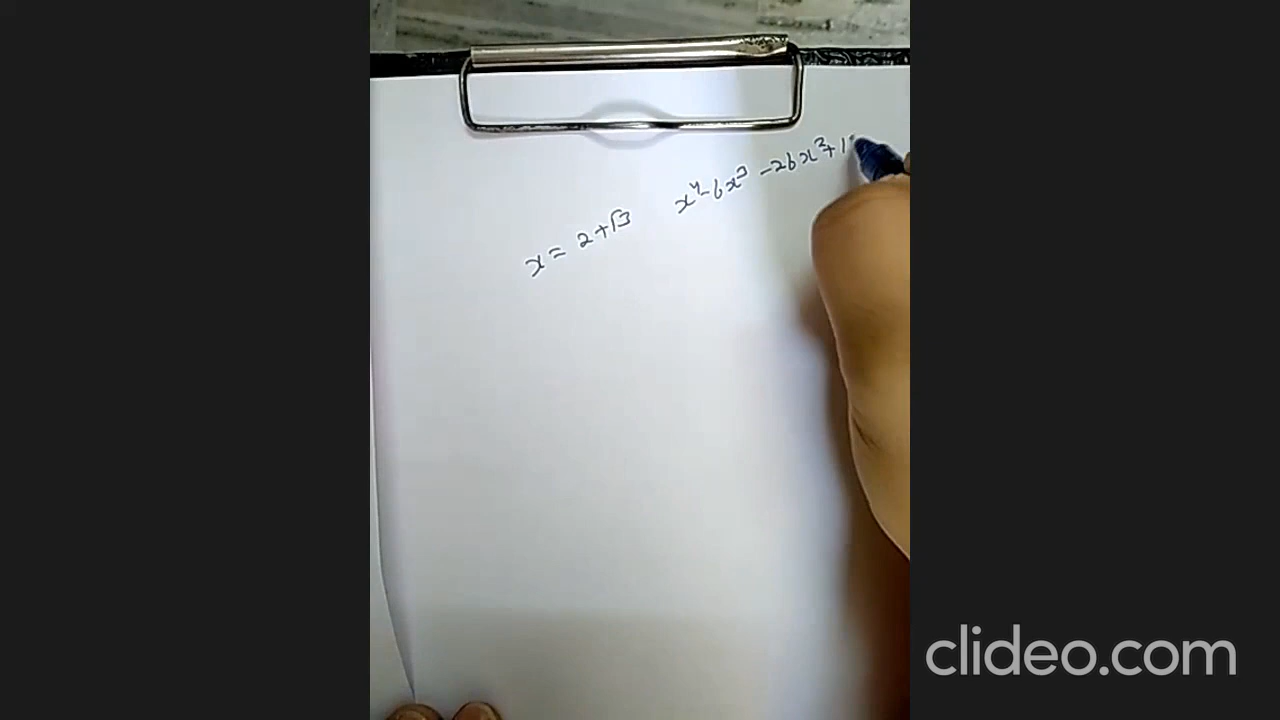 x = 2+√3 x⁴-6x³ -26x²+1
clideo.com